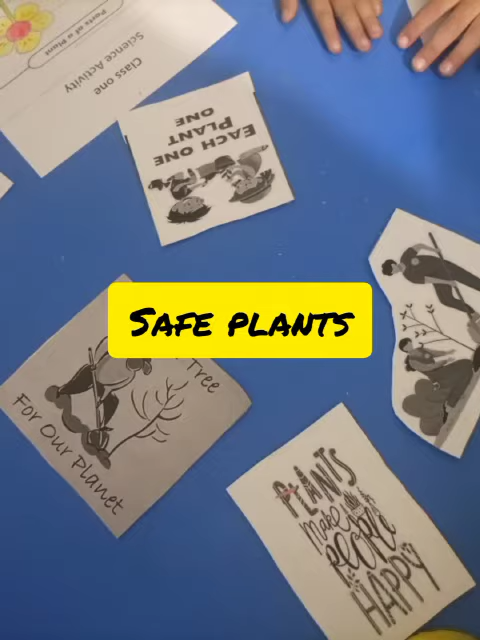 Parts of a Plant
Class one
Science Activity
EACH ONE
PLANT
ONE
Safe plants
Tree
For Our Planet
PLANTS
Make
PEOPLE
HAPPY